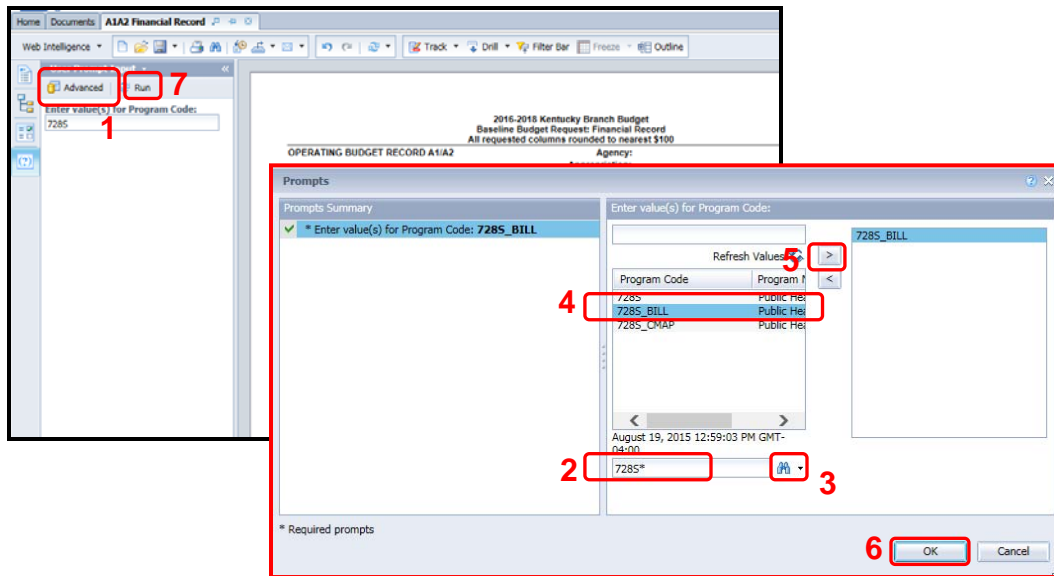 Home Documents A1A2 Financial Record
Web Intelligence Track Drill Filter Bar Freeze Outline
User Prompt Input «
Advanced Run 7
Enter value(s) for Program Code:
728S
1
2016-2018 Kentucky Branch Budget
Baseline Budget Request: Financial Record
All requested columns rounded to nearest $100
OPERATING BUDGET RECORD A1/A2 Agency:
Prompts
Prompts Summary
* Enter value(s) for Program Code: 728S_BILL
Enter value(s) for Program Code:
Refresh Values 5 >
<
728S_BILL
Program Code Program
728S Public Hea
4 728S_BILL Public Hea
728S_CMAP Public Hea
August 19, 2015 12:59:03 PM GMT-
04:00
2 728S* 3
* Required prompts
6 OK Cancel